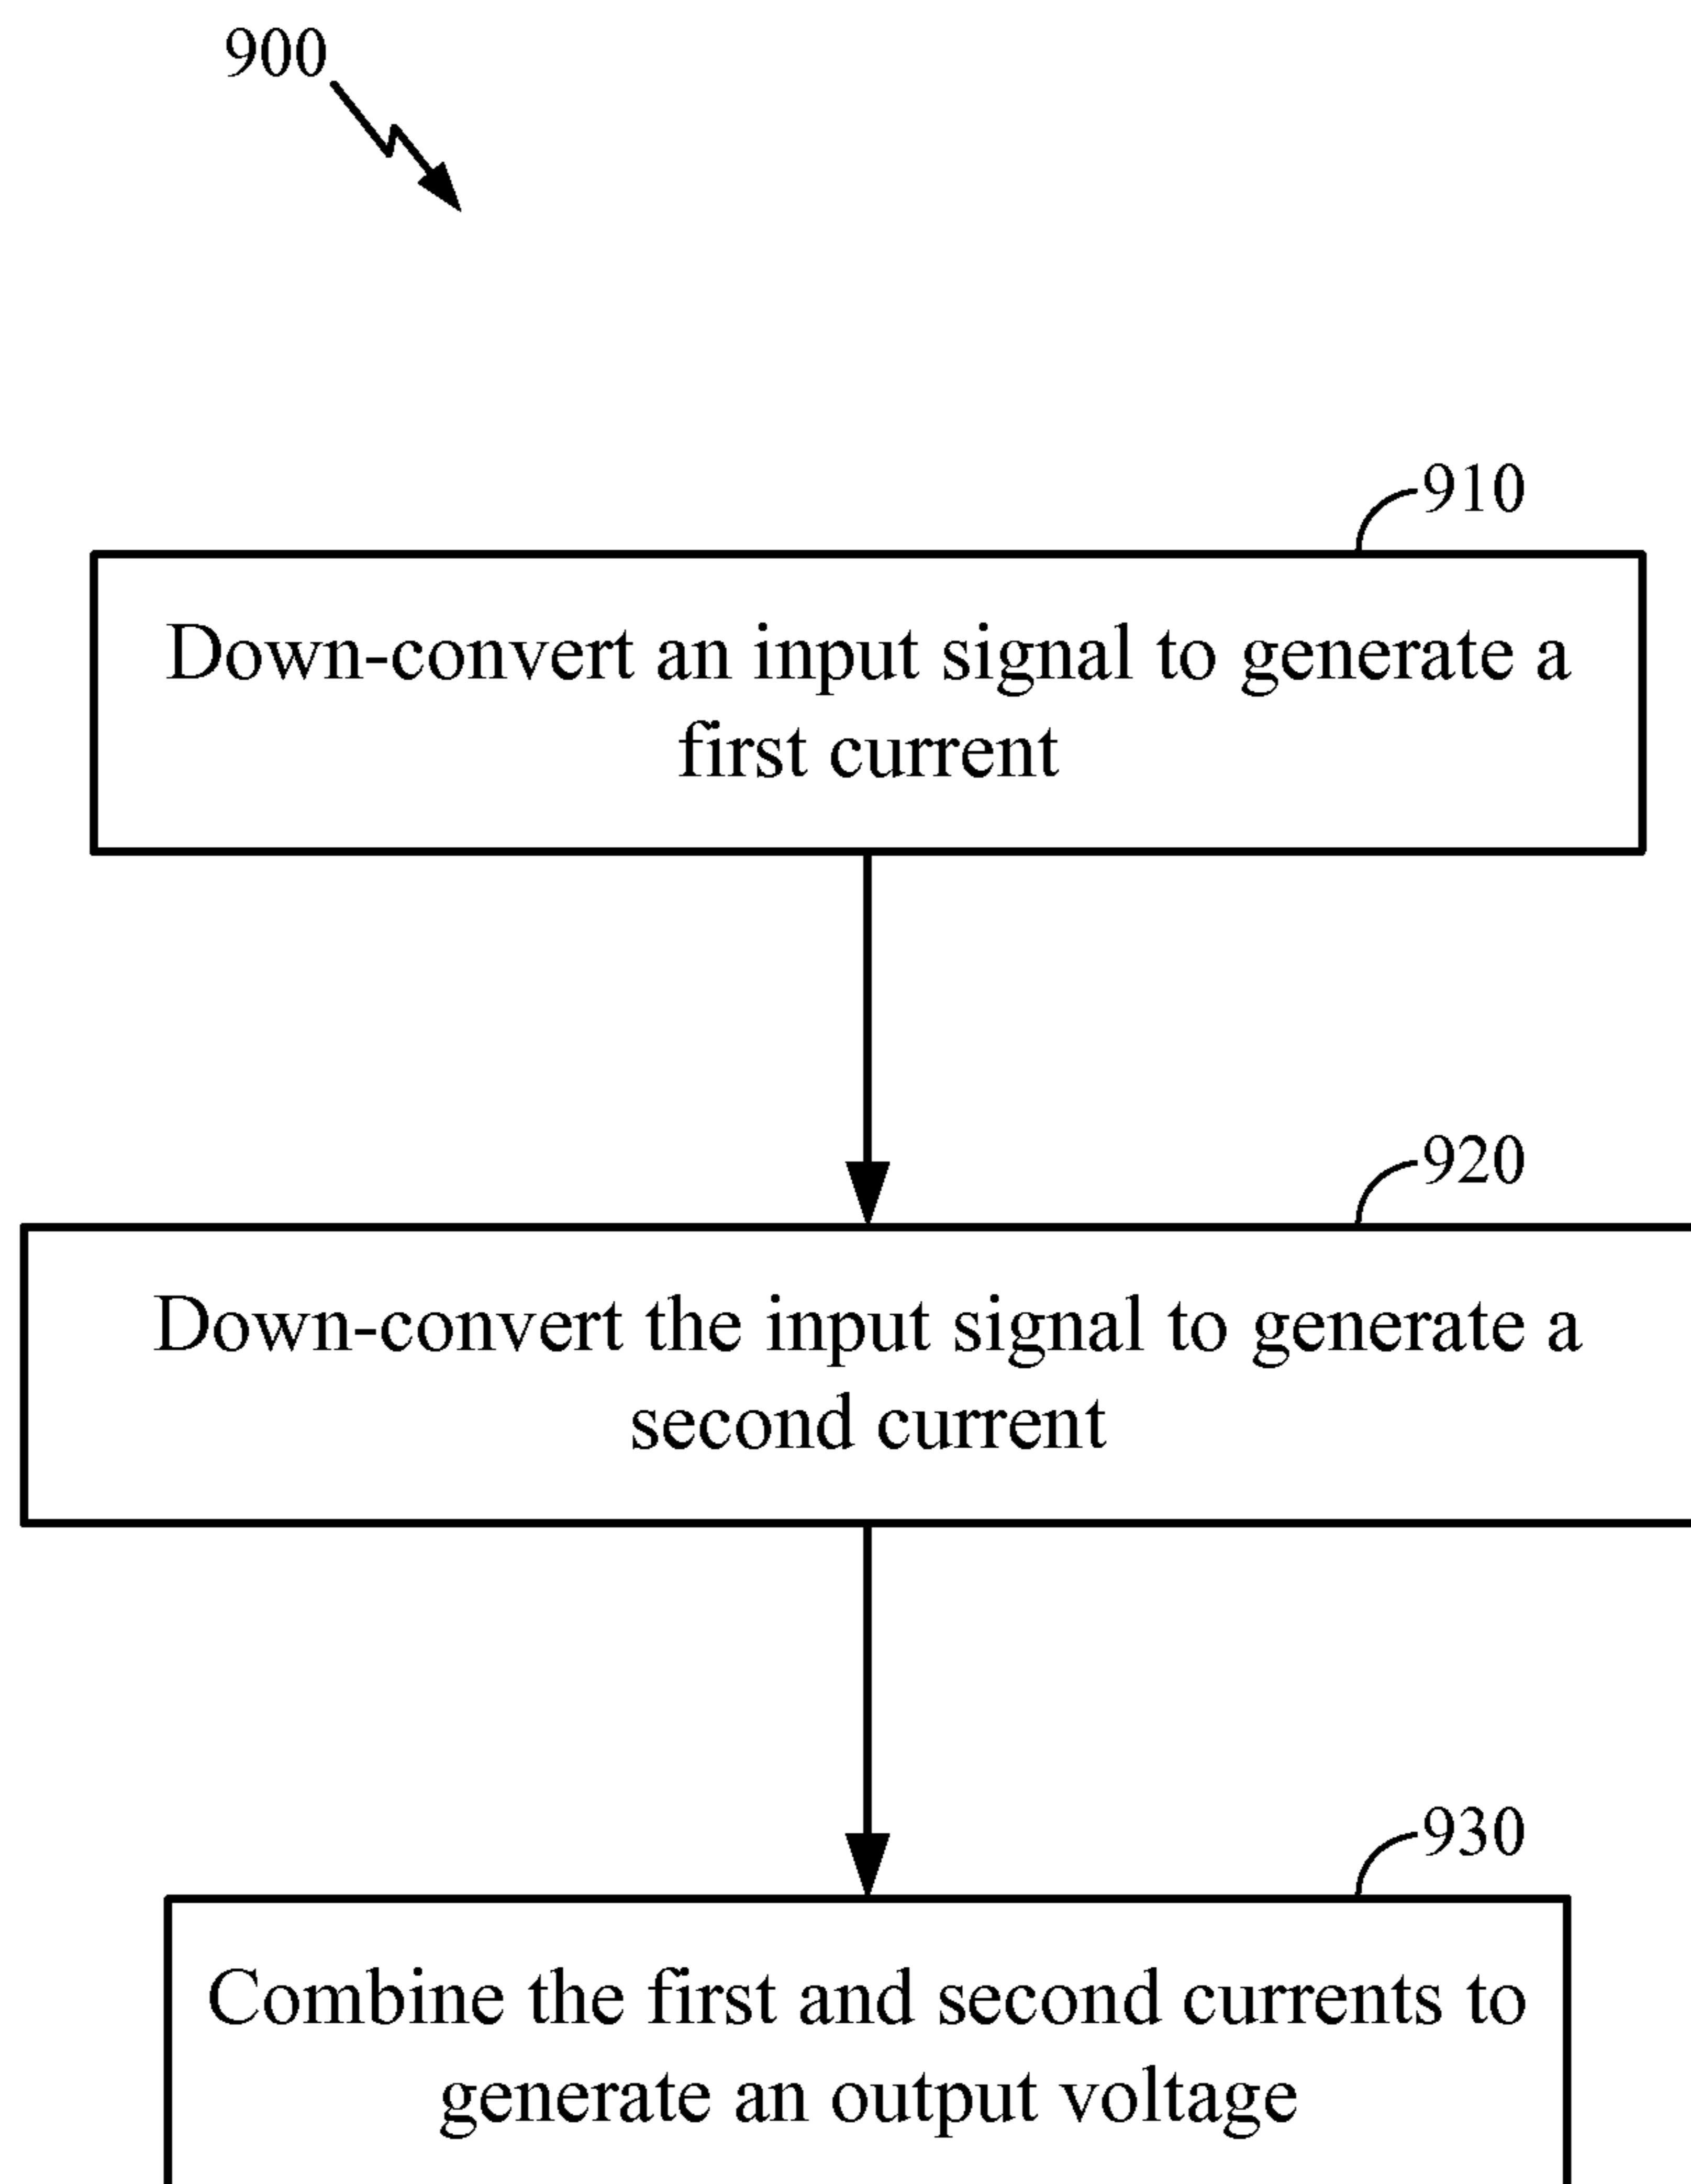 900
910
Down-convert an input signal to generate a
first current
920
Down-convert the input signal to generate a
second current
930
Combine the first and second currents to
generate an output voltage